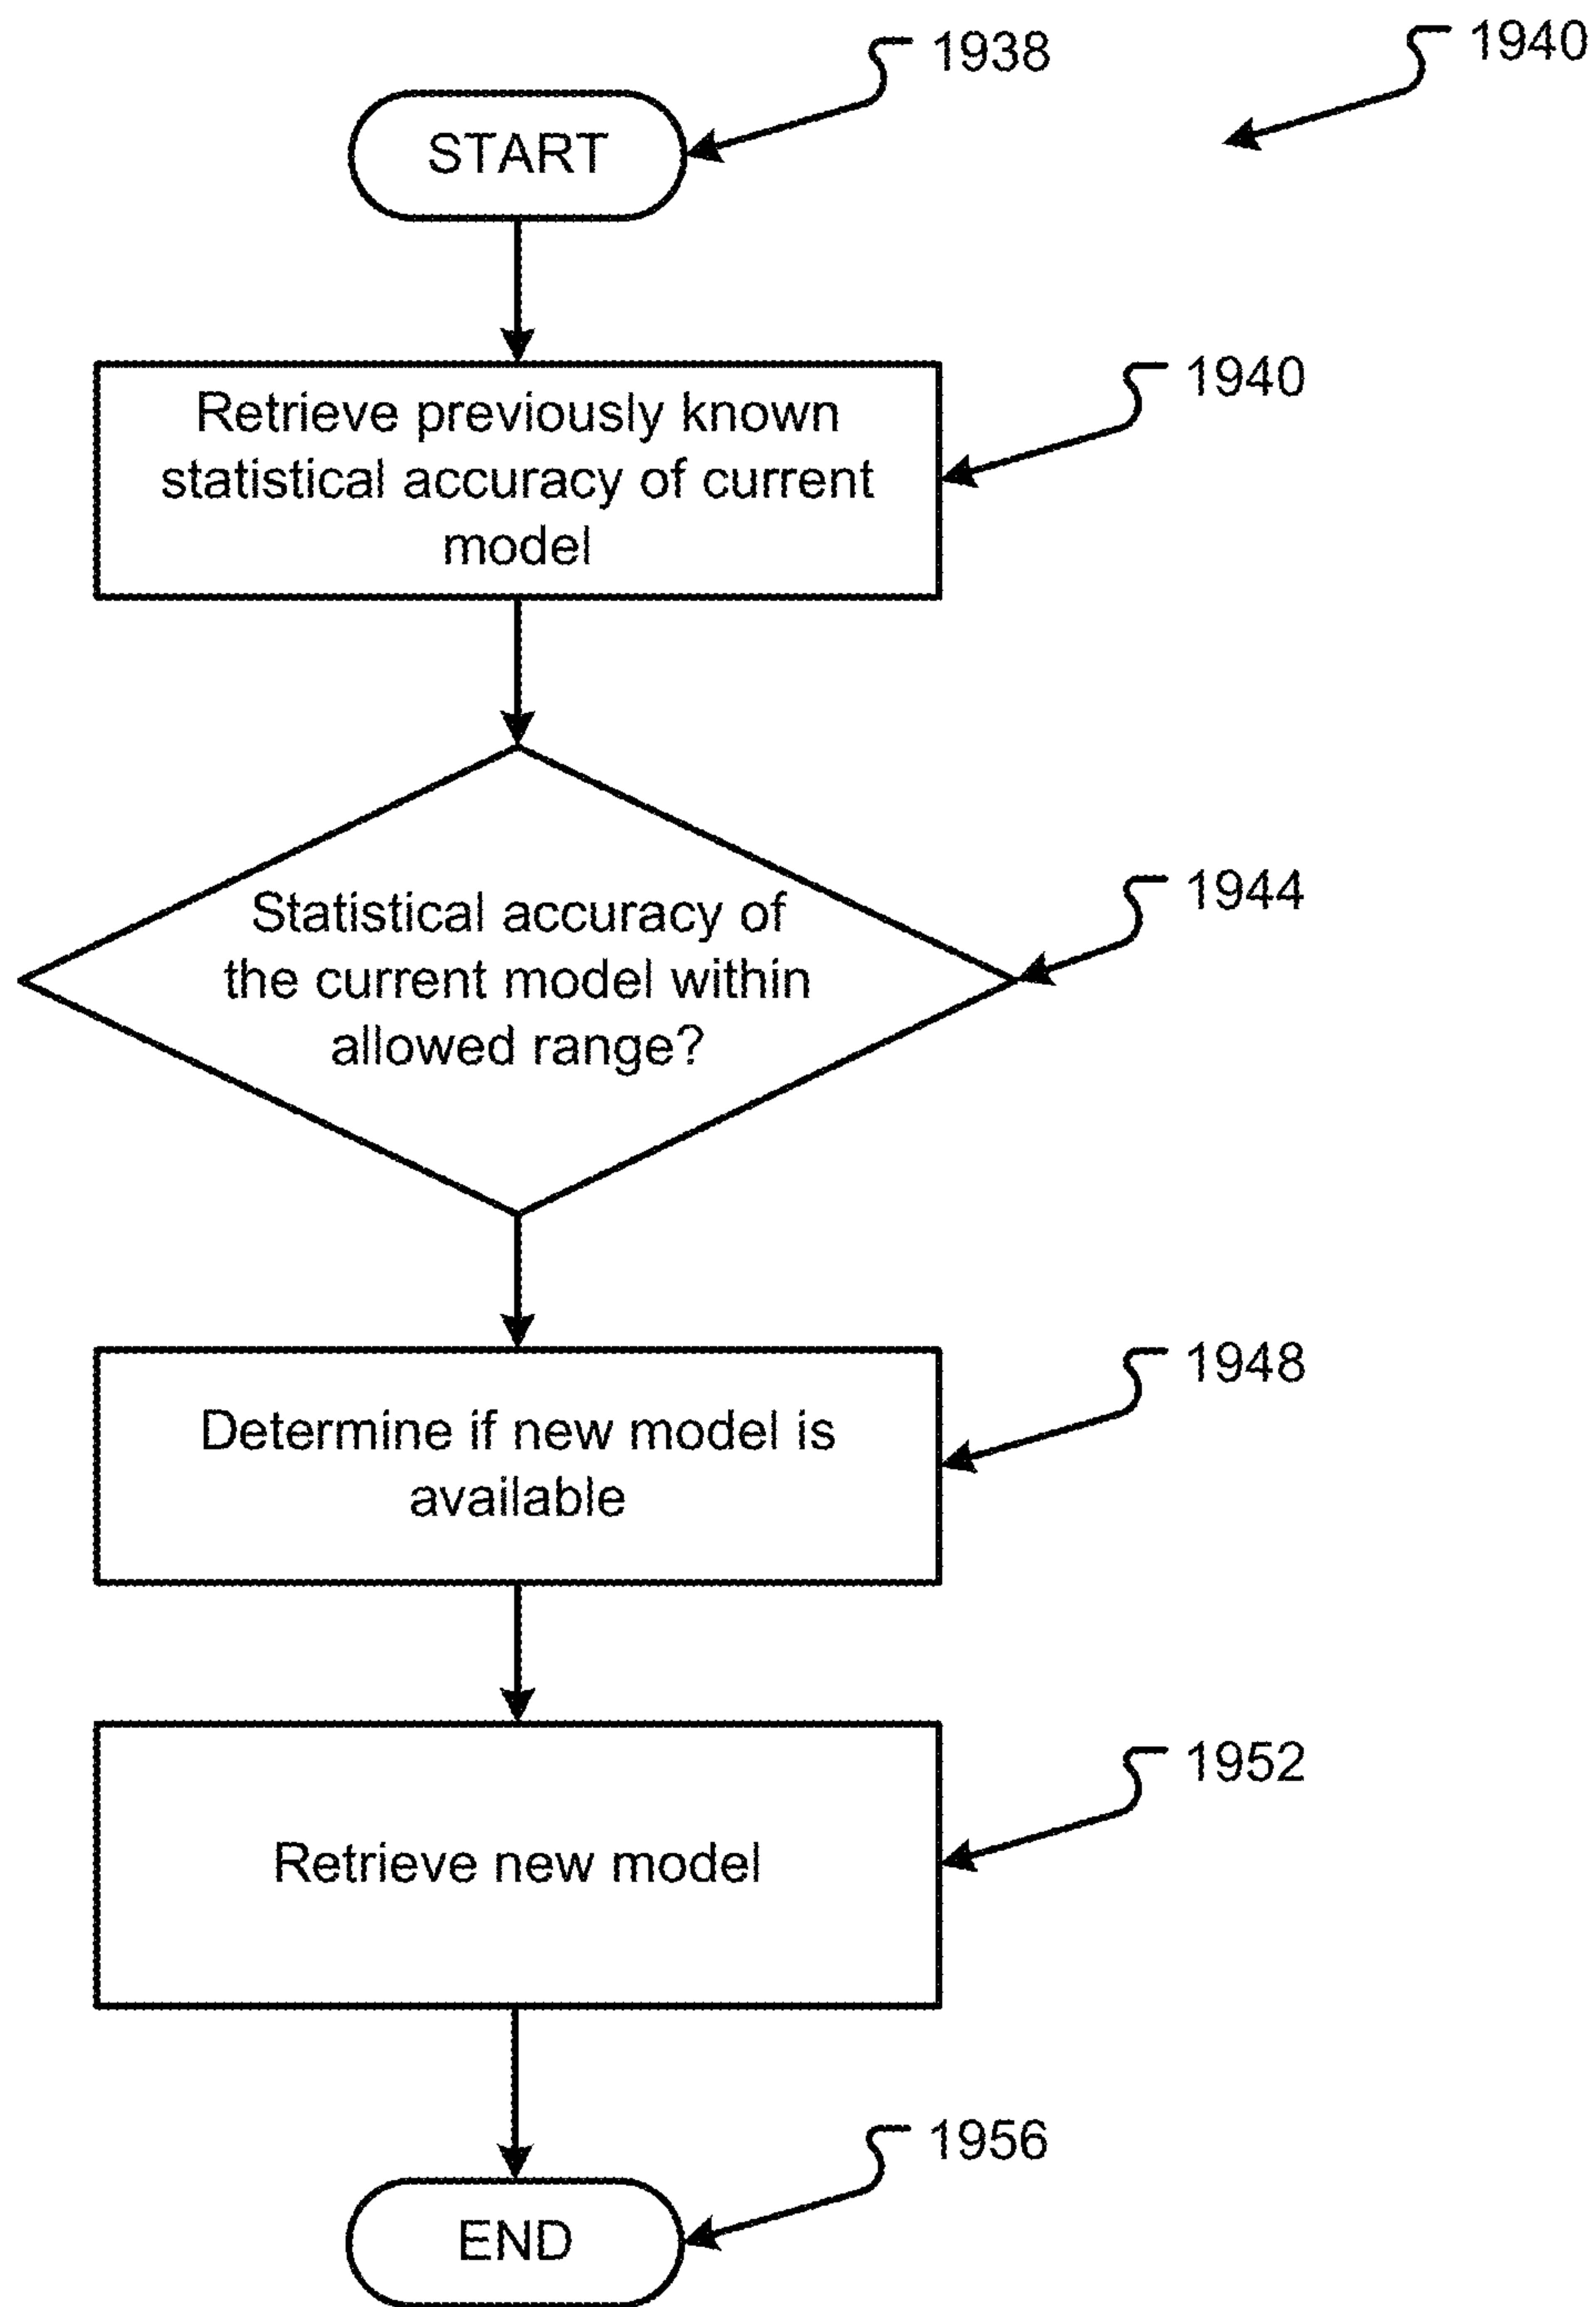 1938
1940
START
Retrieve previously known
statistical accuracy of current
model
1940
Statistical accuracy of
the current model within
allowed range?
1944
Determine if new model is
available
1948
Retrieve new model
1952
END
1956